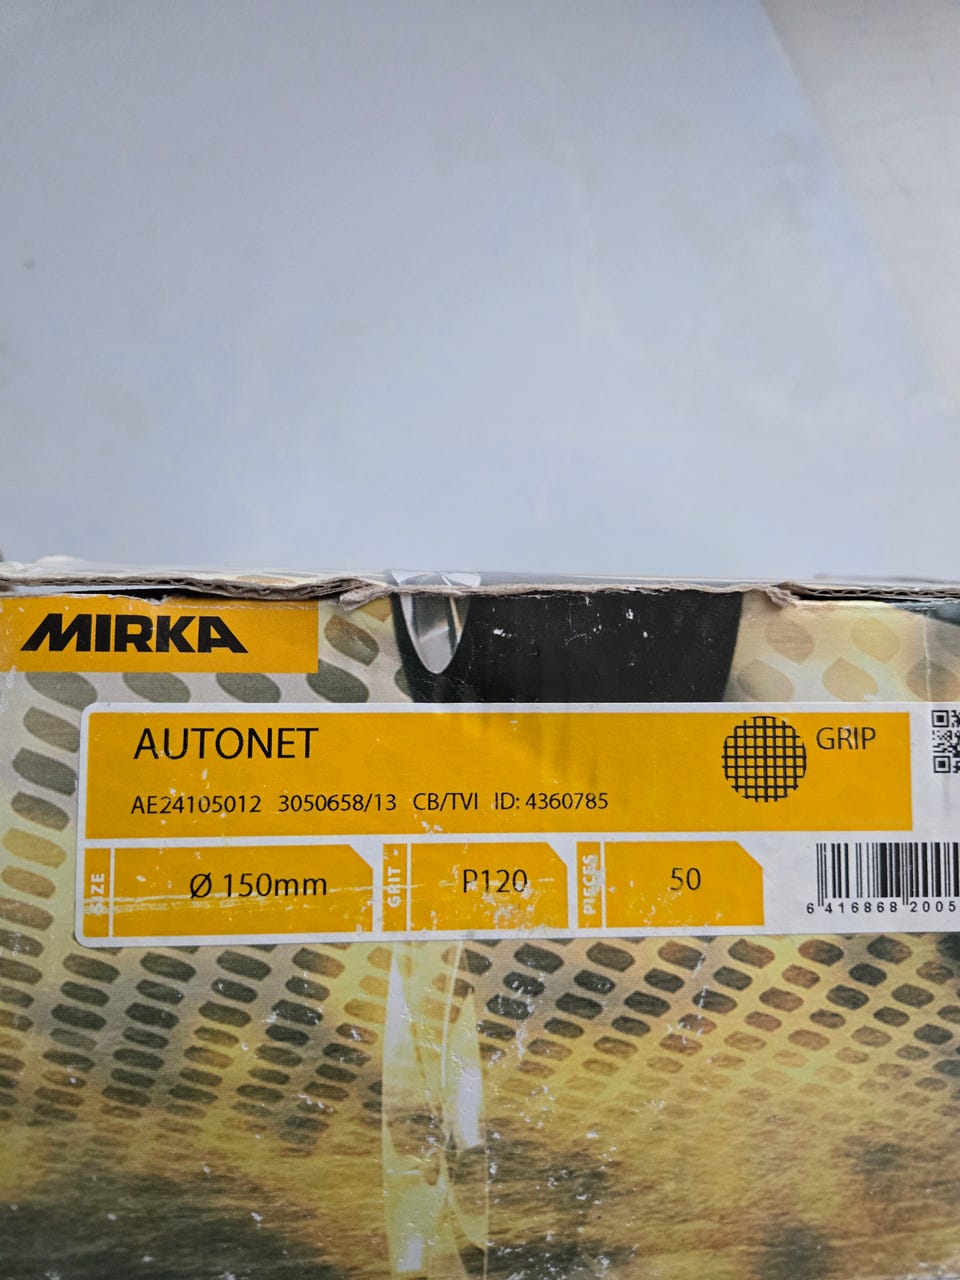 MIRKA
AUTONET
GRIP
AE24105012 3050658/13 CB/TVI ID: 4360785
SIZE Ø 150mm GRIT P120 PIECES 50
6 416868 2005